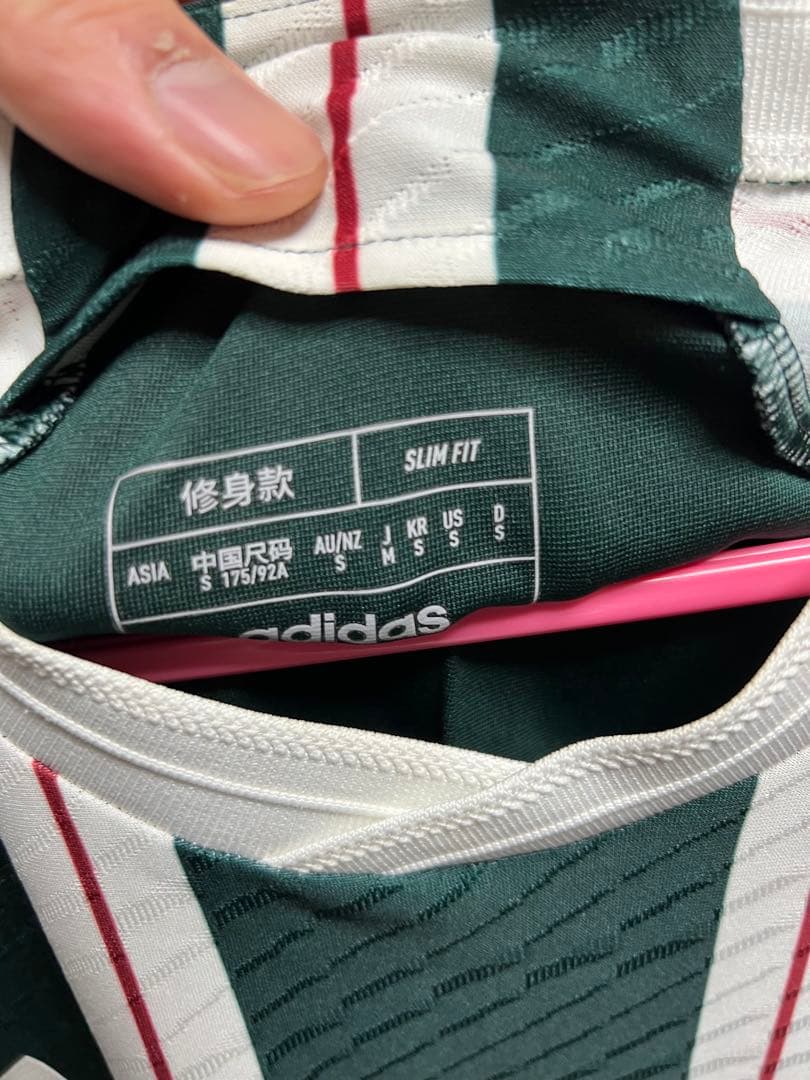 修身款 SLIM FIT
ASIA 中国尺码 AU/NZ J KR US D
S 175/92A S M S S S
adidas